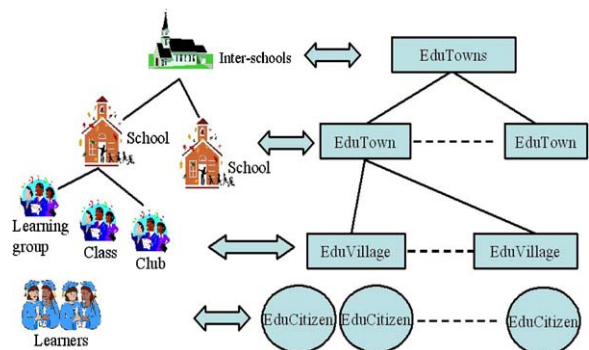 Inter-schools
EduTowns
School
School
EduTown
EduTown
Learning
group
Class
Club
EduVillage
EduVillage
Learners
EduCitizen
EduCitizen
EduCitizen